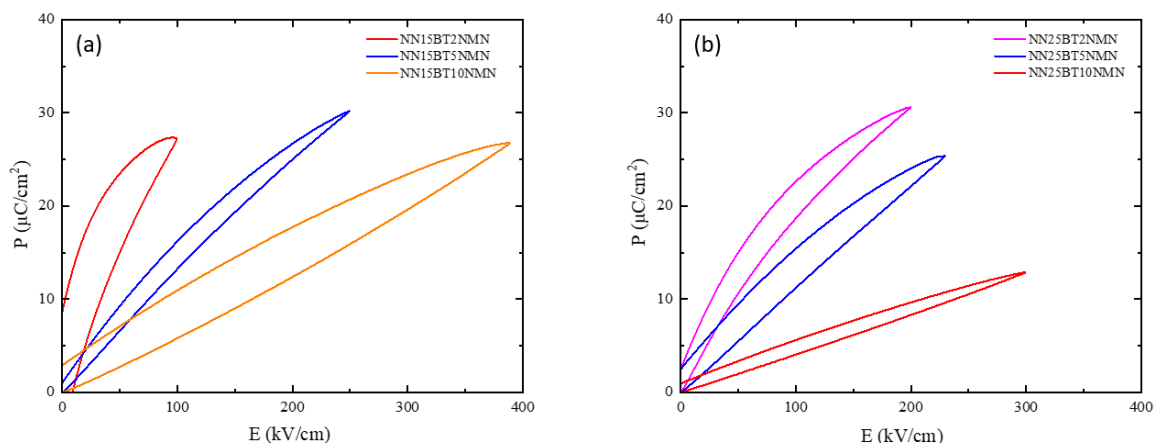 (a)
NN15BT2NMN
NN15BT5NMN
NN15BT10NMN
P (μC/cm²)
40
30
20
10
0
0 100 200 300 400
E (kV/cm)
(b)
NN25BT2NMN
NN25BT5NMN
NN25BT10NMN
P (μC/cm²)
40
30
20
10
0
0 100 200 300 400
E (kV/cm)